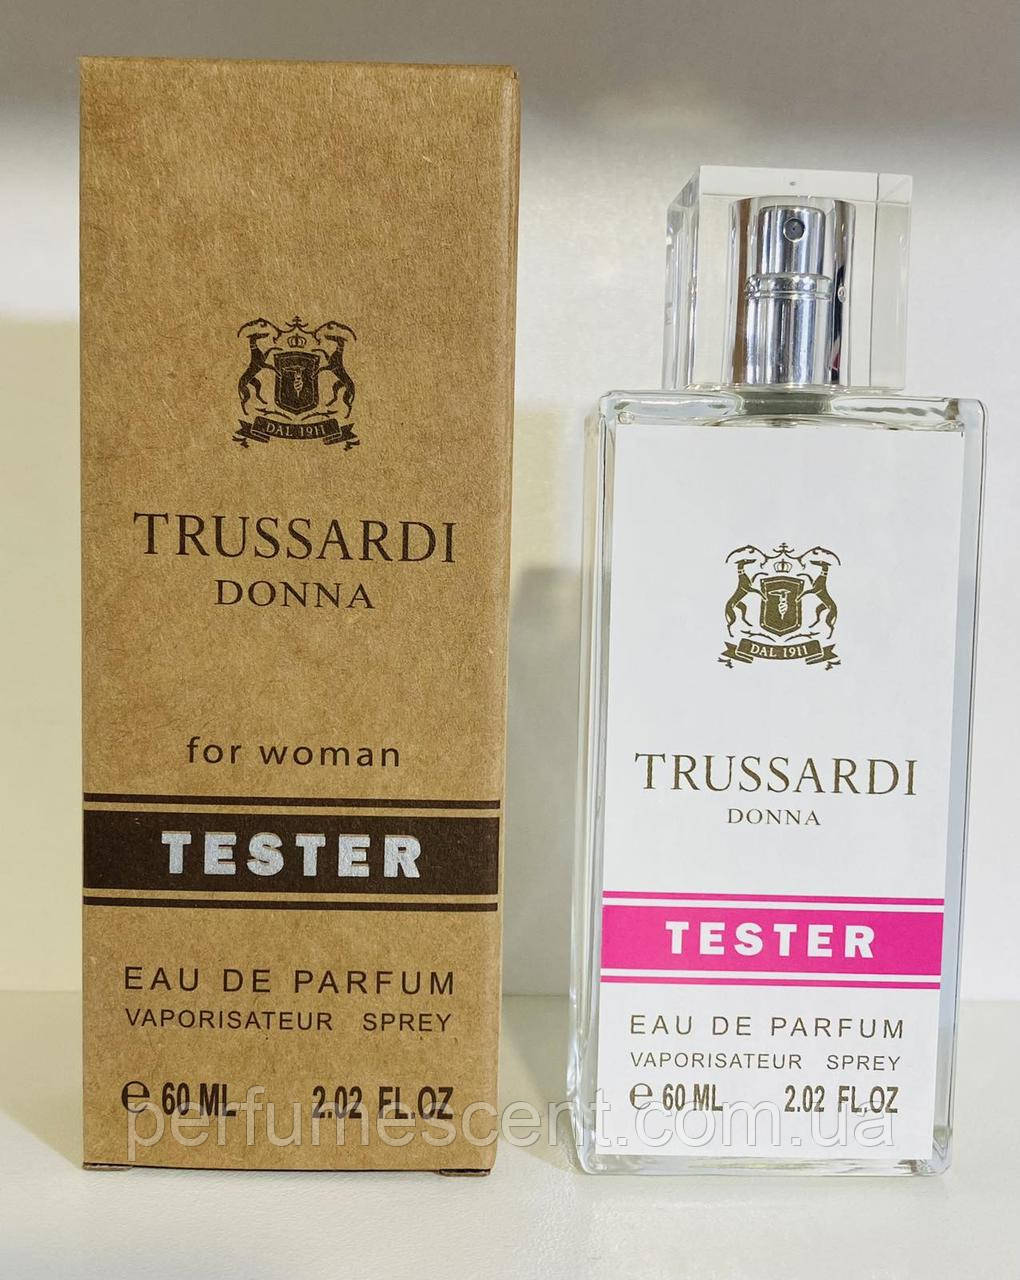 DAL 1911
TRUSSARDI
DONNA
for woman
TESTER
EAU DE PARFUM
VAPORISATEUR SPREY
e 60 ML 2.02 FL.OZ
DAL 1911
TRUSSARDI
DONNA
TESTER
EAU DE PARFUM
VAPORISATEUR SPREY
e 60 ML 2.02 FL.OZ
perfumescent.com.ua